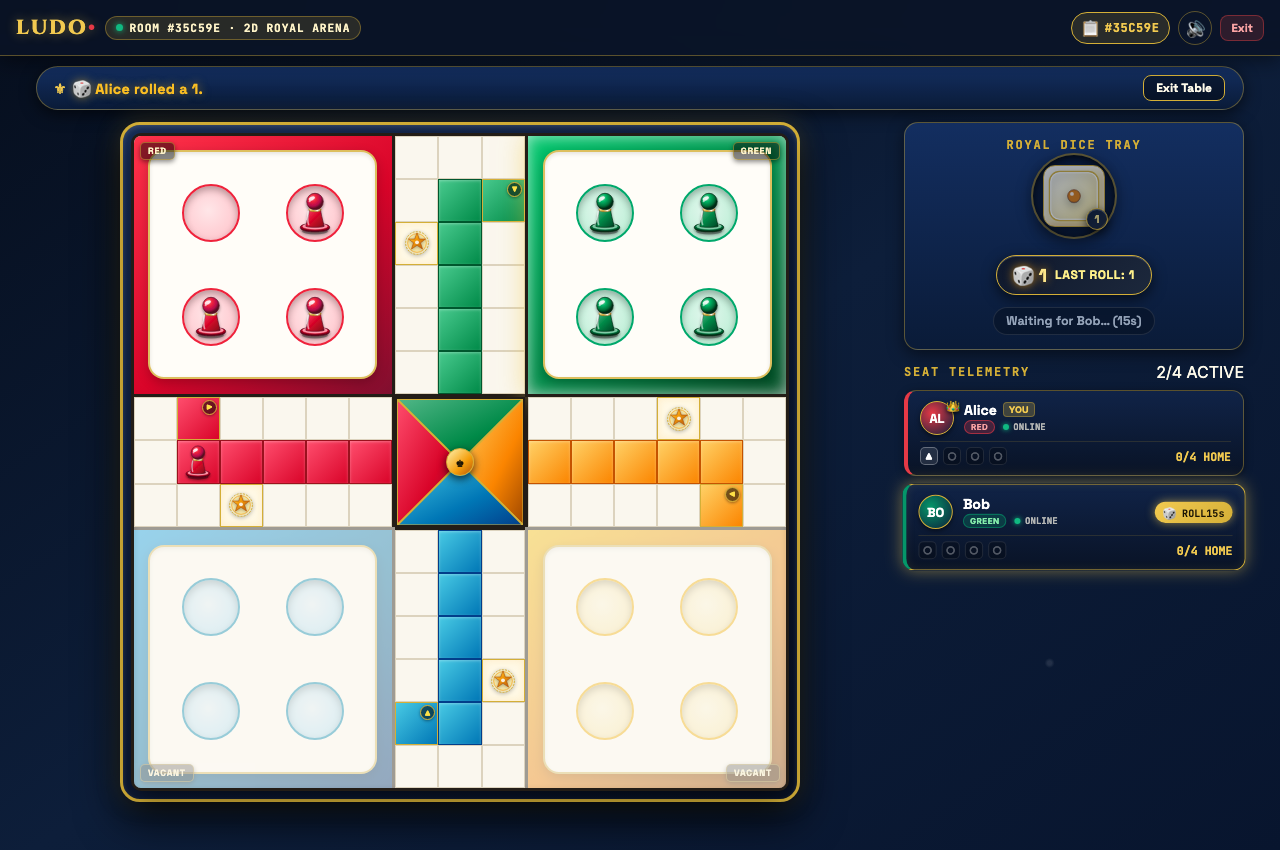 LUDO
ROOM #35C59E · 2D ROYAL ARENA
#35C59E
Exit
Alice rolled a 1.
Exit Table
RED
GREEN
VACANT
VACANT
ROYAL DICE TRAY
1
1 LAST ROLL: 1
Waiting for Bob… (15s)
SEAT TELEMETRY
2/4 ACTIVE
AL
Alice YOU
RED ONLINE
0/4 HOME
BO
Bob
GREEN ONLINE
ROLL15s
0/4 HOME